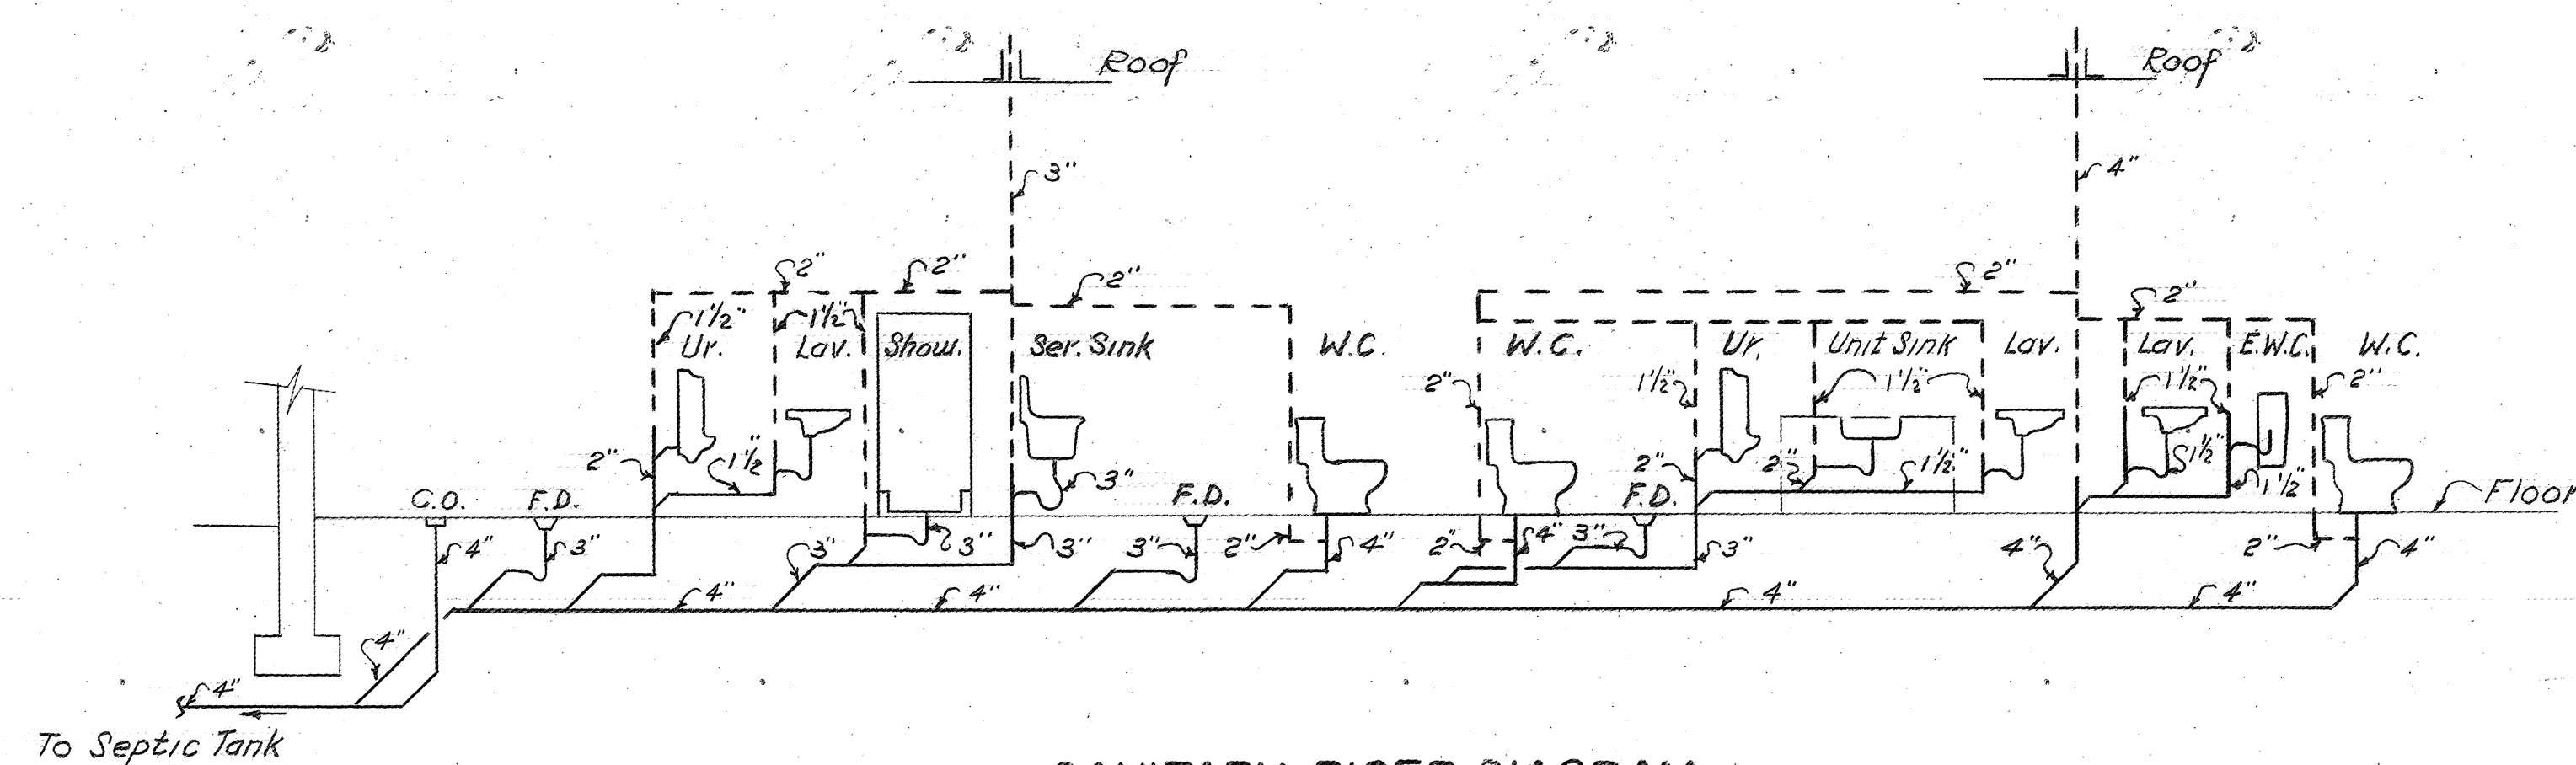 Roof
Roof
3"
4"
2"
2"
2"
2"
2"
1½"
1½"
Ur.
Lav.
Show.
Ser. Sink
W.C.
W.C.
Ur.
Unit Sink
Lav.
Lav.
E.W.C.
W.C.
2"
1½"
1½"
1½"
2"
2"
1½
3"
2"
2"
1½"
1½"
1½"
C.O.
F.D.
F.D.
F.D.
Floor
4"
3"
3"
3"
3"
3"
2"
4"
2"
4"
3"
3"
4"
2"
4"
4"
4"
4"
4"
4"
4"
To Septic Tank
SANITARY RISER DIAGRAM